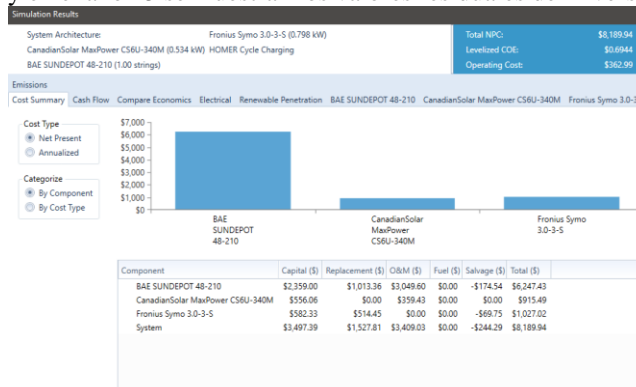 Simulation Results
System Architecture: Fronius Symo 3.0-3-S (0.798 kW)
CanadianSolar MaxPower CS6U-340M (0.534 kW) HOMER Cycle Charging
BAE SUNDEPOT 48-210 (1.00 strings)
Total NPC: $8,189.94
Levelized COE: $0.6944
Operating Cost: $362.99
Emissions
Cost Summary Cash Flow Compare Economics Electrical Renewable Penetration BAE SUNDEPOT 48-210 CanadianSolar MaxPower CS6U-340M Fronius Symo 3.0-3
Cost Type
Net Present
Annualized
Categorize
By Component
By Cost Type
$7,000
$6,000
$5,000
$4,000
$3,000
$2,000
$1,000
$0
BAE
SUNDEPOT
48-210
CanadianSolar
MaxPower
CS6U-340M
Fronius Symo
3.0-3-S
Component Capital ($) Replacement ($) O&M ($) Fuel ($) Salvage ($) Total ($)
BAE SUNDEPOT 48-210 $2,359.00 $1,013.36 $3,049.60 $0.00 -$174.54 $6,247.43
CanadianSolar MaxPower CS6U-340M $556.06 $0.00 $359.43 $0.00 $0.00 $915.49
Fronius Symo 3.0-3-S $582.33 $514.45 $0.00 $0.00 -$69.75 $1,027.02
System $3,497.39 $1,527.81 $3,409.03 $0.00 -$244.29 $8,189.94